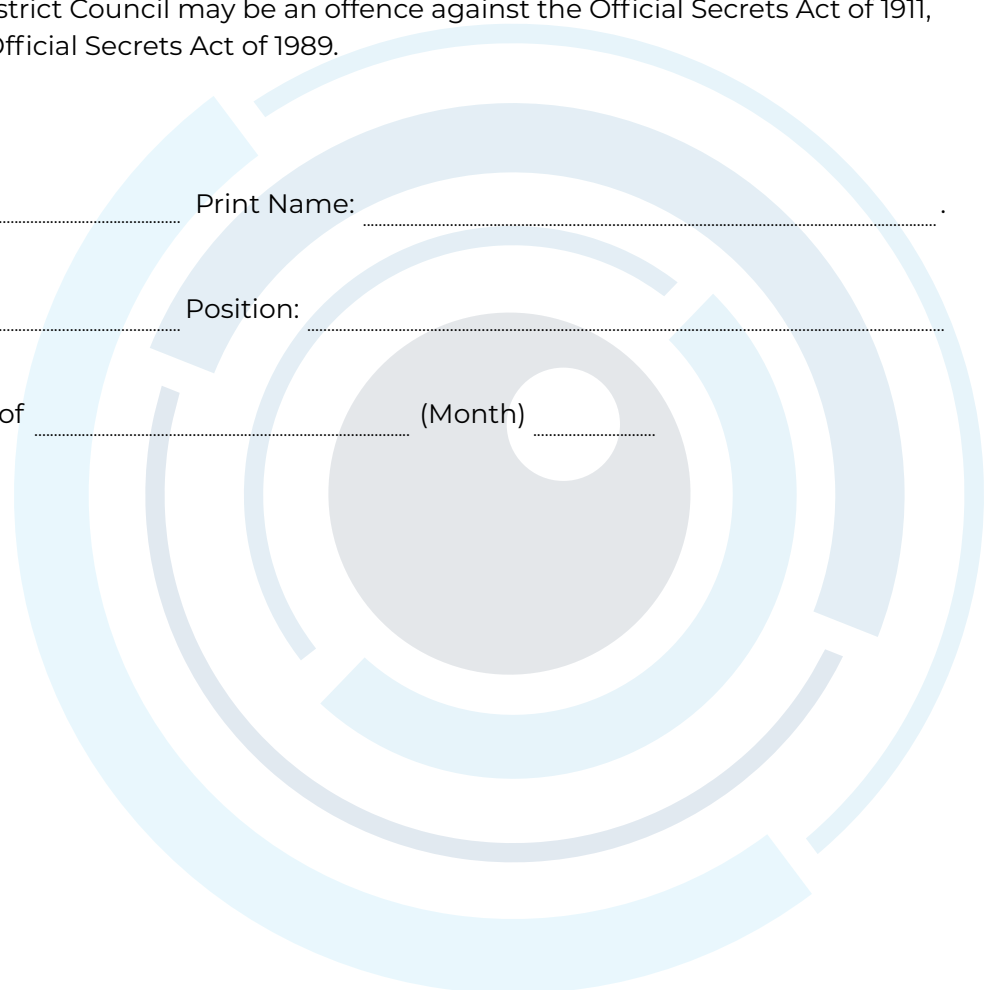 District Council may be an offence against the Official Secrets Act of 1911,
Official Secrets Act of 1989.
Print Name: .
Position:
of (Month)